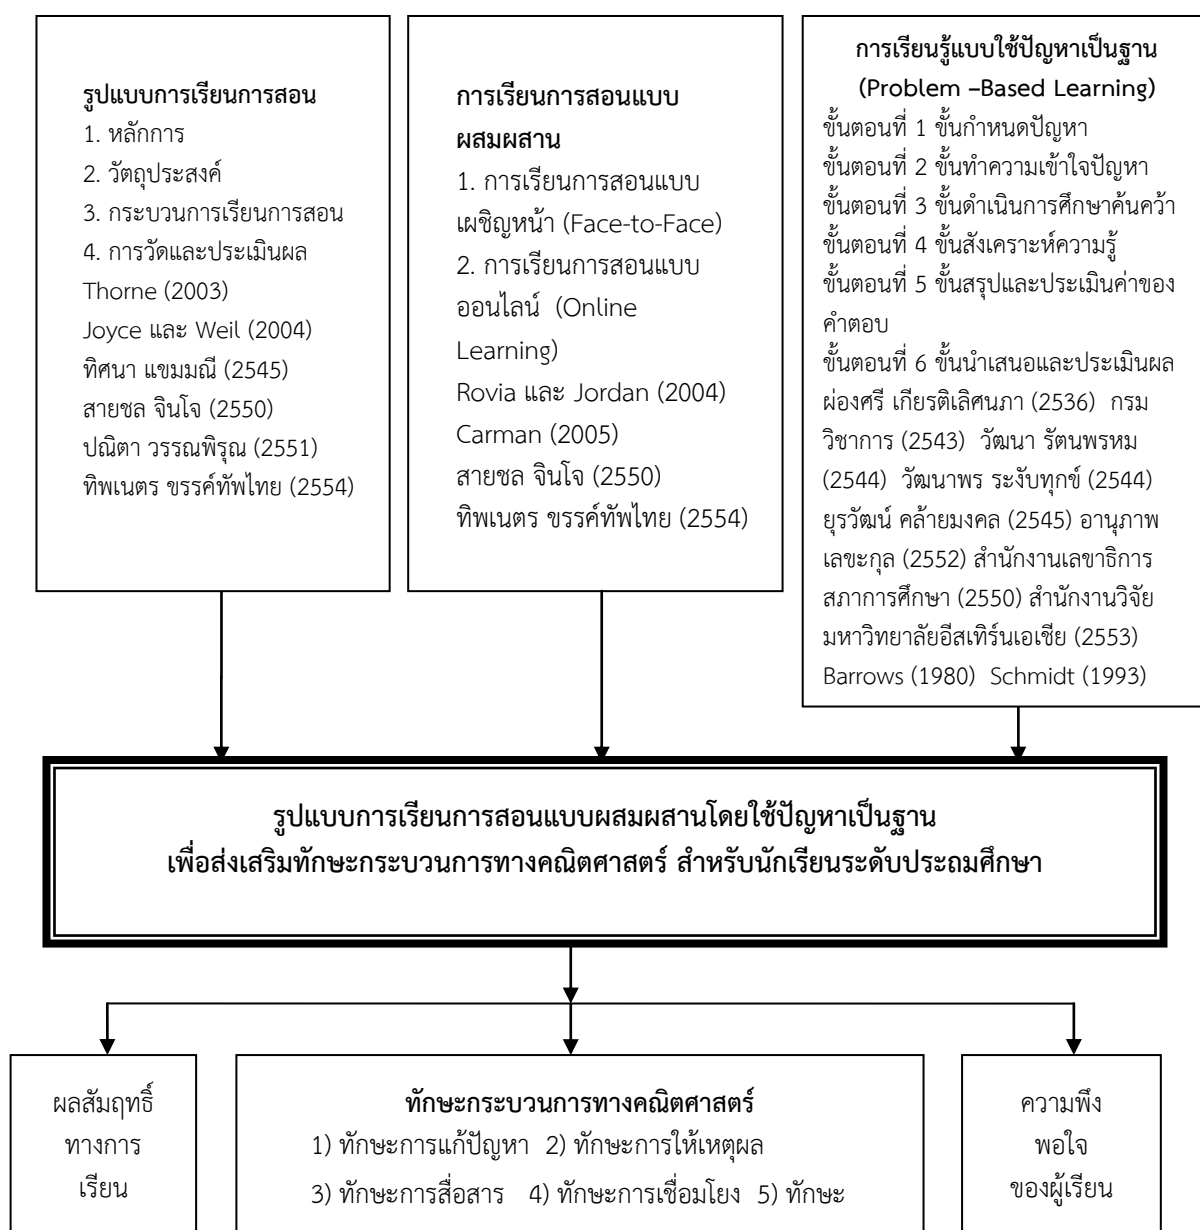 รูปแบบการเรียนการสอน
1. หลักการ
2. วัตถุประสงค์
3. กระบวนการเรียนการสอน
4. การวัดและประเมินผล
Thorne (2003)
Joyce และ Weil (2004)
ทิศนา แขมมณี (2545)
สายชล จินโจ (2550)
ปณิตา วรรณพิรุณ (2551)
ทิพเนตร ขรรค์ทัพไทย (2554)
การเรียนการสอนแบบ
ผสมผสาน
1. การเรียนการสอนแบบ
เผชิญหน้า (Face-to-Face)
2. การเรียนการสอนแบบ
ออนไลน์ (Online
Learning)
Rovia และ Jordan (2004)
Carman (2005)
สายชล จินโจ (2550)
ทิพเนตร ขรรค์ทัพไทย (2554)
การเรียนรู้แบบใช้ปัญหาเป็นฐาน
(Problem –Based Learning)
ขั้นตอนที่ 1 ขั้นกำหนดปัญหา
ขั้นตอนที่ 2 ขั้นทำความเข้าใจปัญหา
ขั้นตอนที่ 3 ขั้นดำเนินการศึกษาค้นคว้า
ขั้นตอนที่ 4 ขั้นสังเคราะห์ความรู้
ขั้นตอนที่ 5 ขั้นสรุปและประเมินค่าของ
คำตอบ
ขั้นตอนที่ 6 ขั้นนำเสนอและประเมินผล
ผ่องศรี เกียรติเลิศนภา (2536) กรม
วิชาการ (2543) วัฒนา รัตนพรหม
(2544) วัฒนาพร ระงับทุกข์ (2544)
ยุรวัฒน์ คล้ายมงคล (2545) อานุภาพ
เลขะกุล (2552) สำนักงานเลขาธิการ
สภาการศึกษา (2550) สำนักงานวิจัย
มหาวิทยาลัยอีสเทิร์นเอเชีย (2553)
Barrows (1980) Schmidt (1993)
รูปแบบการเรียนการสอนแบบผสมผสานโดยใช้ปัญหาเป็นฐาน
เพื่อส่งเสริมทักษะกระบวนการทางคณิตศาสตร์ สำหรับนักเรียนระดับประถมศึกษา
ผลสัมฤทธิ์
ทางการ
เรียน
ทักษะกระบวนการทางคณิตศาสตร์
1) ทักษะการแก้ปัญหา 2) ทักษะการให้เหตุผล
3) ทักษะการสื่อสาร 4) ทักษะการเชื่อมโยง 5) ทักษะ
ความพึง
พอใจ
ของผู้เรียน